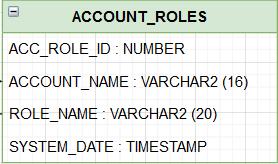 ACCOUNT_ROLES
ACC_ROLE_ID : NUMBER
ACCOUNT_NAME : VARCHAR2 (16)
ROLE_NAME : VARCHAR2 (20)
SYSTEM_DATE : TIMESTAMP